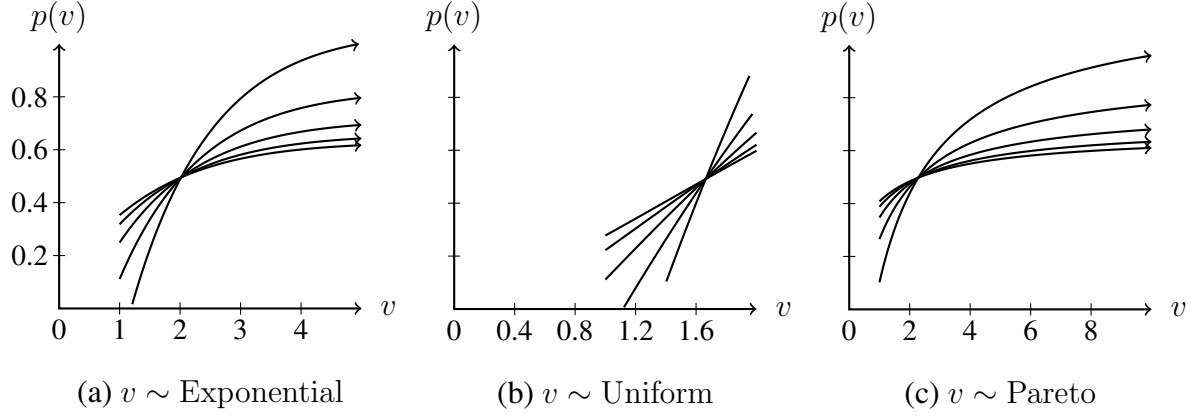 p(v) p(v) p(v)
0.8
0.6
0.4
0.2
v v v
0 1 2 3 4 0 0.4 0.8 1.2 1.6 0 2 4 6 8
(a) v ∼ Exponential (b) v ∼ Uniform (c) v ∼ Pareto